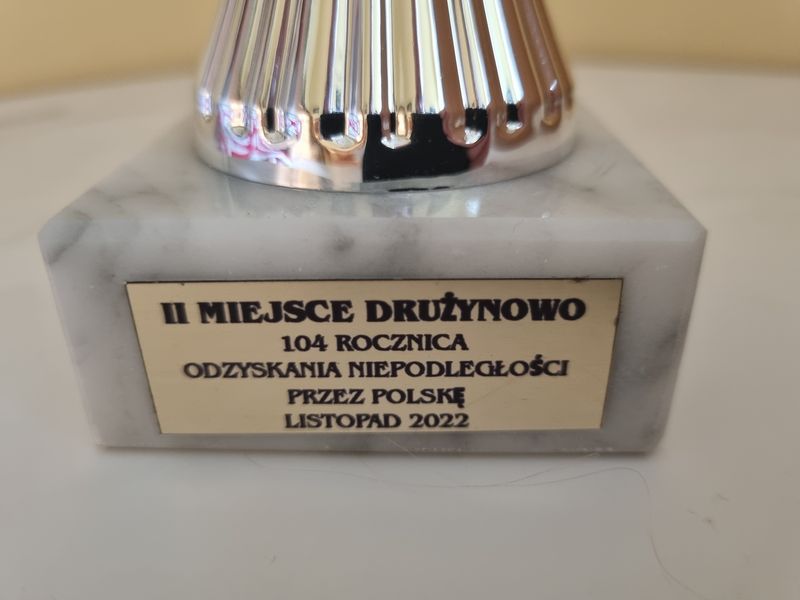 II MIEJSCE DRUŻYNOWO
104 ROCZNICA
ODZYSKANIA NIEPODLEGŁOŚCI
PRZEZ POLSKĘ
LISTOPAD 2022